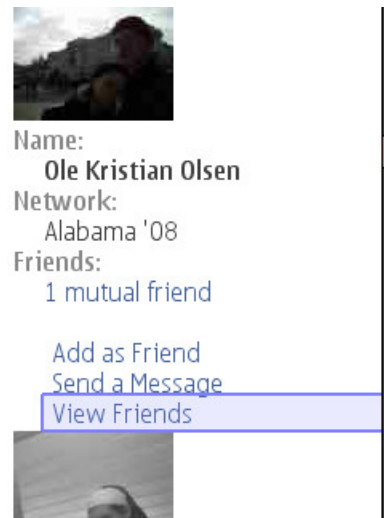 Name:
Ole Kristian Olsen
Network:
Alabama '08
Friends:
1 mutual friend
Add as Friend
Send a Message
View Friends